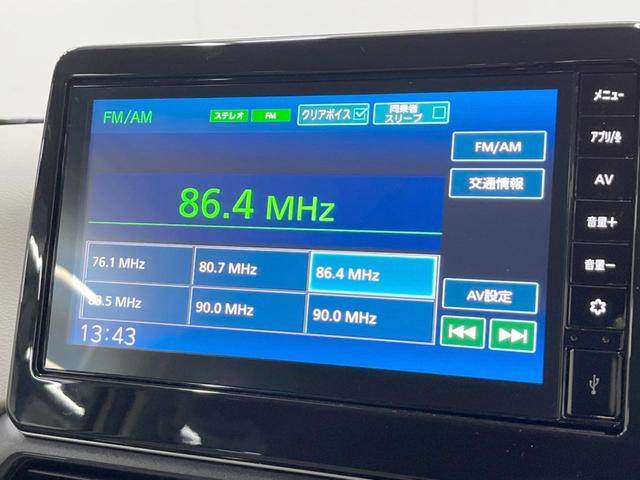 FM/AM
ステレオ
FM
クリアボイス
同乗者
スリープ
FM/AM
交通情報
86.4 MHz
76.1 MHz
80.7 MHz
86.4 MHz
90.0 MHz
90.0 MHz
AV設定
13:43
メニュー
AV
音量+
音量−